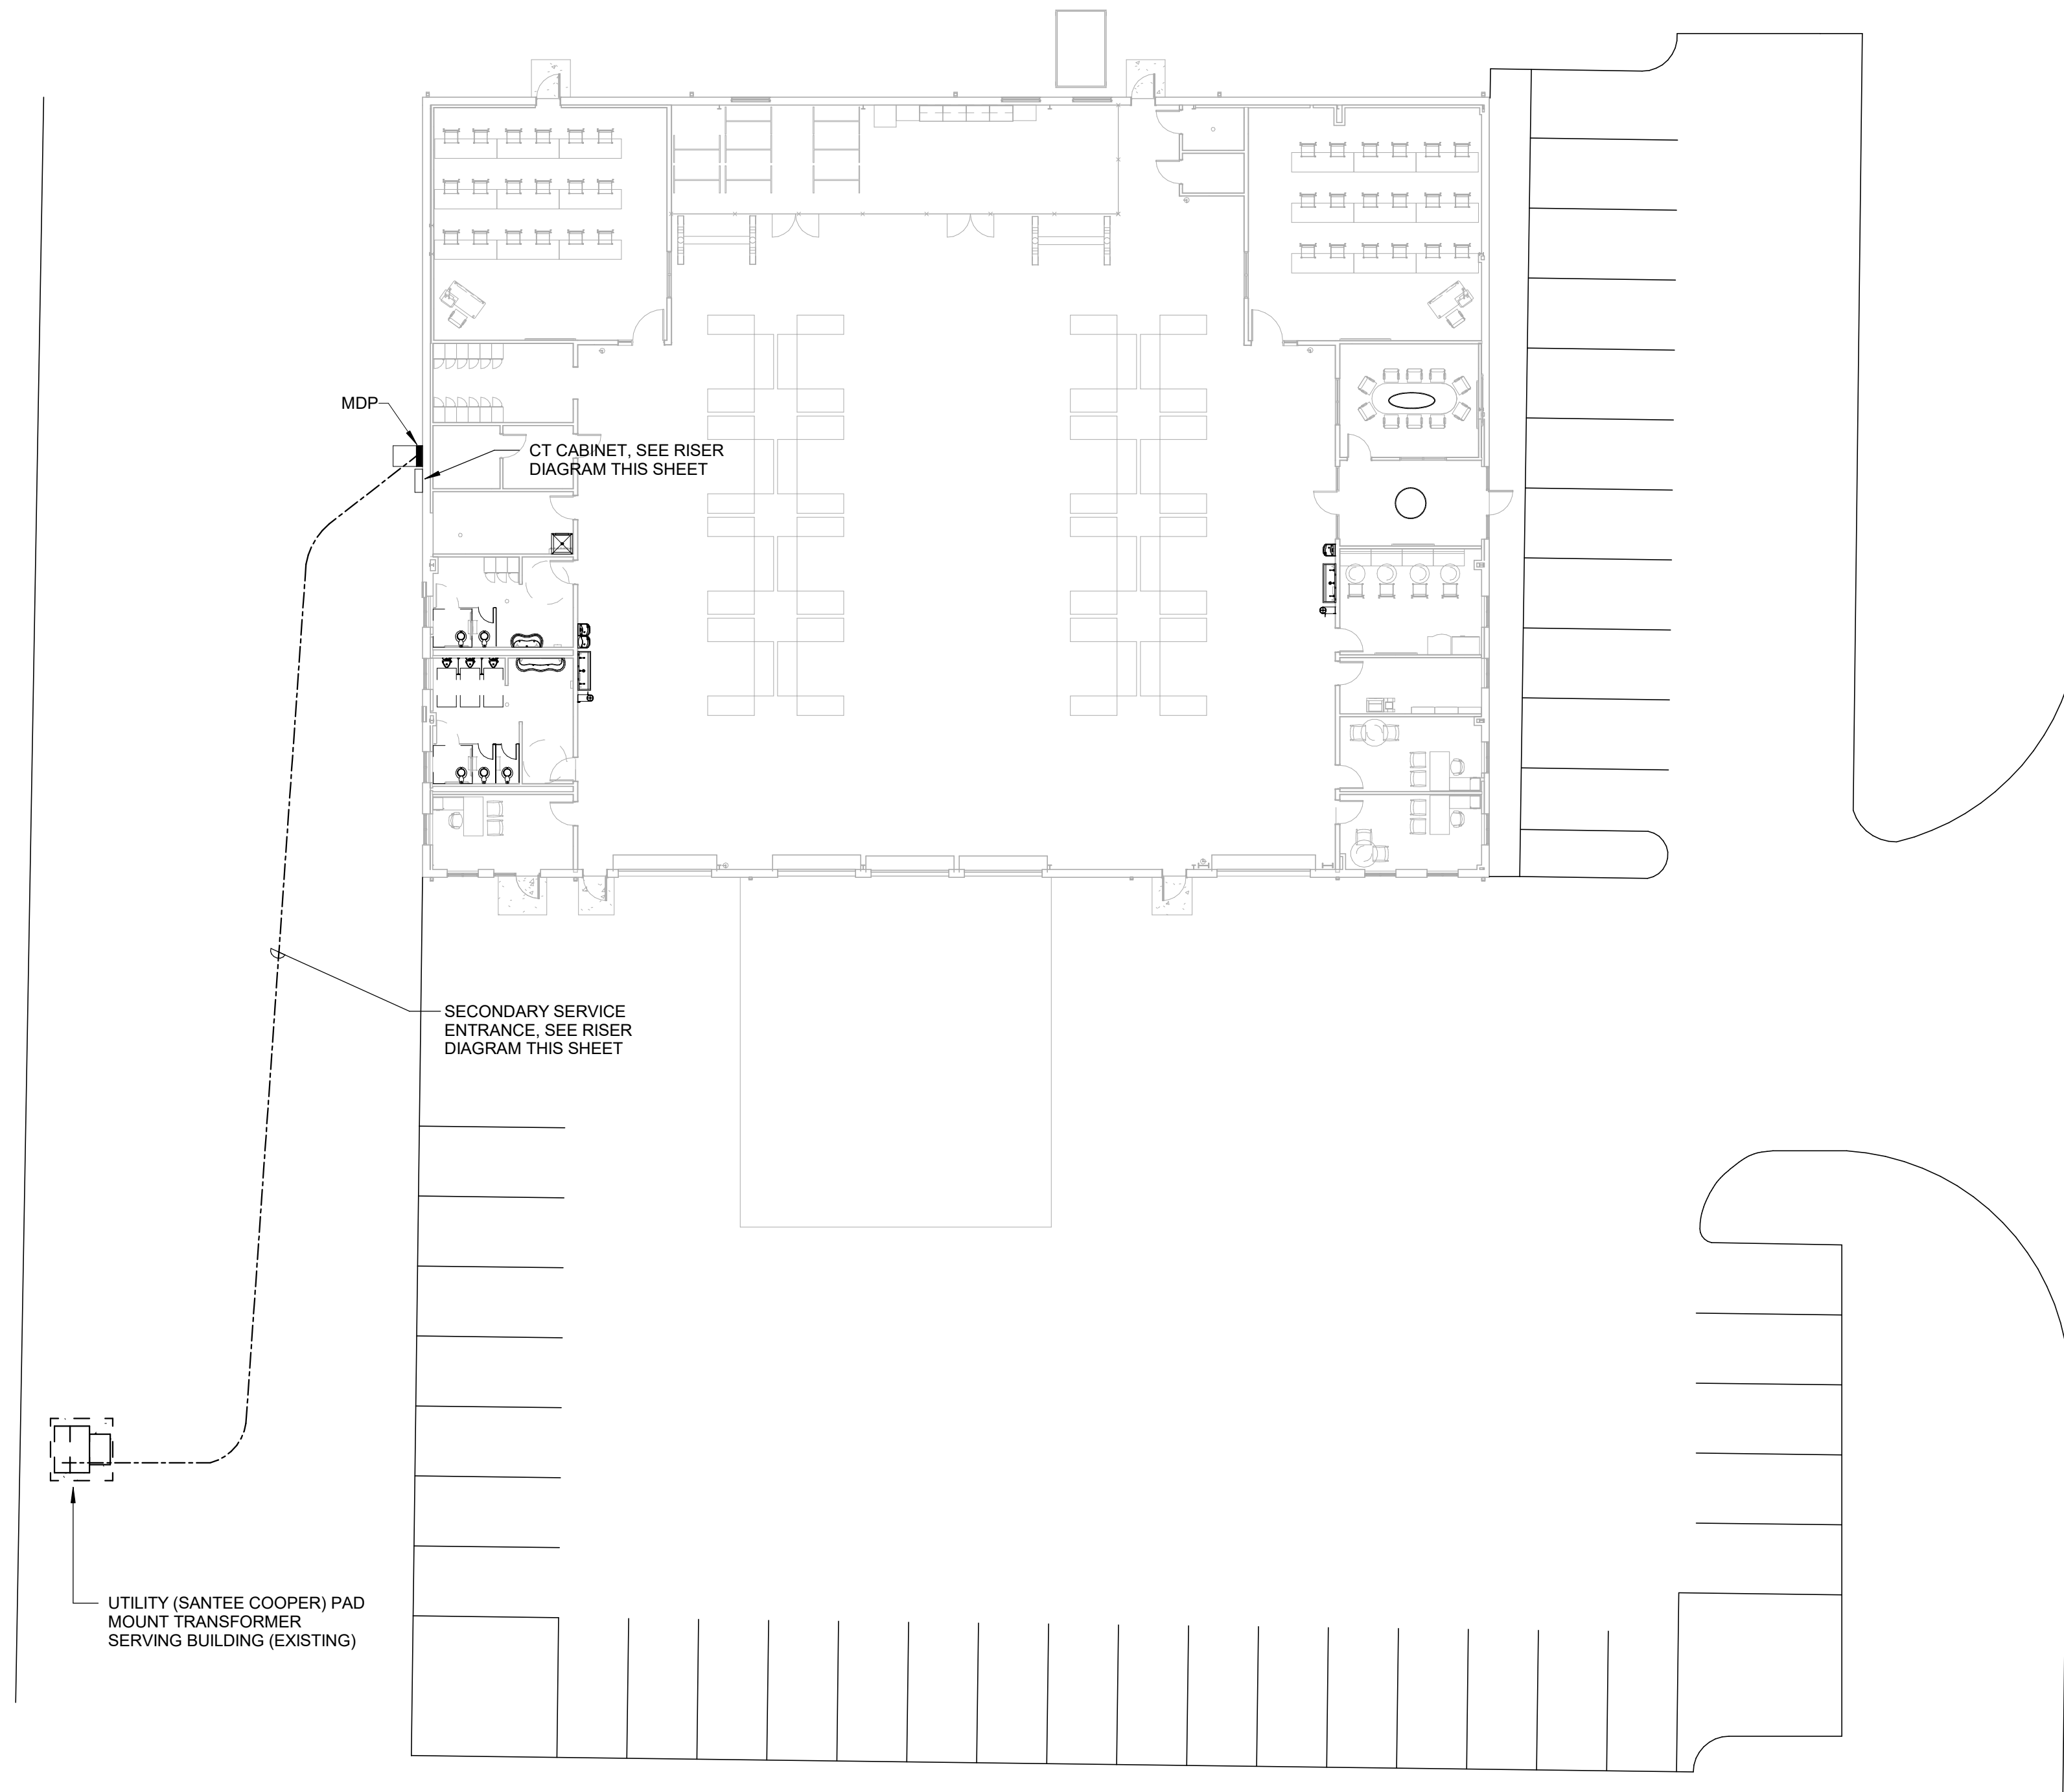 MDP
CT CABINET, SEE RISER
DIAGRAM THIS SHEET
SECONDARY SERVICE
ENTRANCE, SEE RISER
DIAGRAM THIS SHEET
UTILITY (SANTEE COOPER) PAD
MOUNT TRANSFORMER
SERVING BUILDING (EXISTING)